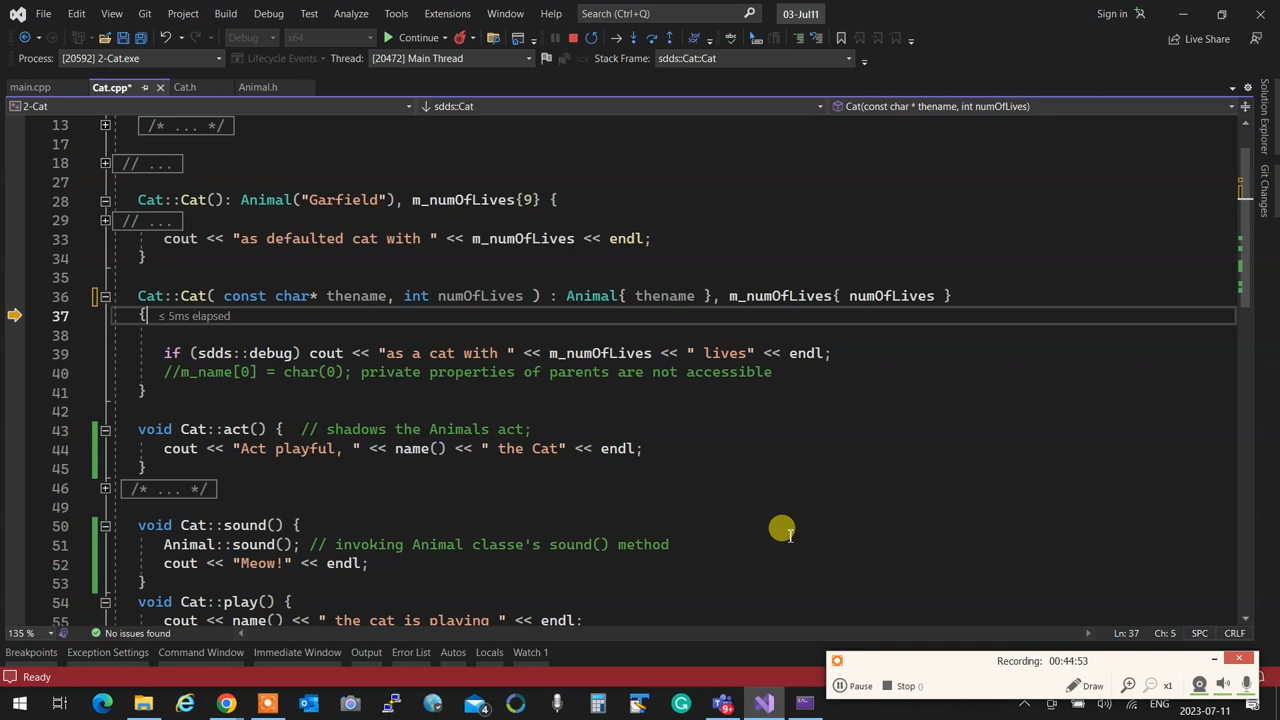 File Edit View Git Project Build Debug Test Analyze Tools Extensions Window Help Search (Ctrl+Q) 03-Jul11 Sign in
Debug x64 Continue Live Share
Process: [20592] 2-Cat.exe Lifecycle Events Thread: [20472] Main Thread Stack Frame: sdds::Cat::Cat
main.cpp Cat.cpp* Cat.h Animal.h
2-Cat sdds::Cat Cat(const char * thename, int numOfLives)
13 /* ... */
17
18 // ...
27
28 Cat::Cat(): Animal("Garfield"), m_numOfLives{9} {
29 // ...
33 cout << "as defaulted cat with " << m_numOfLives << endl;
34 }
35
36 Cat::Cat( const char* thename, int numOfLives ) : Animal{ thename }, m_numOfLives{ numOfLives }
37 { ≤ 5ms elapsed
38
39 if (sdds::debug) cout << "as a cat with " << m_numOfLives << " lives" << endl;
40 //m_name[0] = char(0); private properties of parents are not accessible
41 }
42
43 void Cat::act() { // shadows the Animals act;
44 cout << "Act playful, " << name() << " the Cat" << endl;
45 }
46 /* ... */
49
50 void Cat::sound() {
51 Animal::sound(); // invoking Animal classe's sound() method
52 cout << "Meow!" << endl;
53 }
54 void Cat::play() {
55 cout << name() << " the cat is playing " << endl;
Solution Explorer
Git Changes
135 % No issues found Ln: 37 Ch: 5 SPC CRLF
Breakpoints Exception Settings Command Window Immediate Window Output Error List Autos Locals Watch 1
Ready
Recording: 00:44:53
Pause Stop () Draw x1
2023-07-11